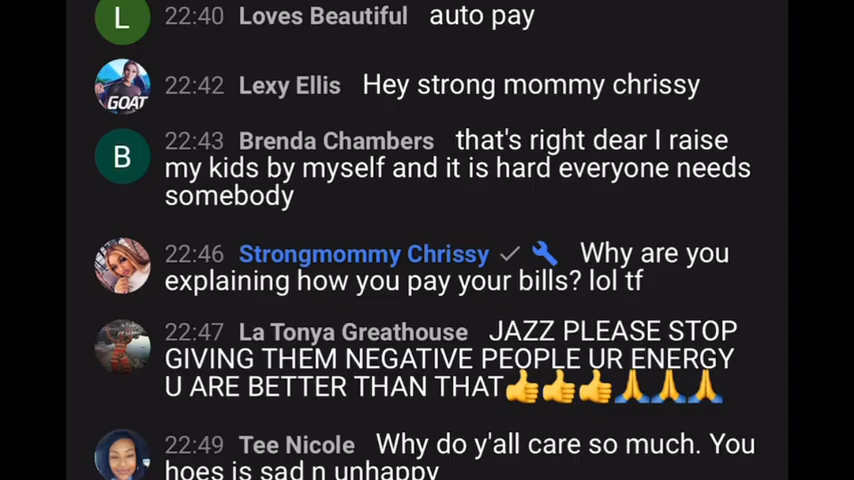 L 22:40 Loves Beautiful auto pay
GOAT 22:42 Lexy Ellis Hey strong mommy chrissy
B 22:43 Brenda Chambers that's right dear I raise
my kids by myself and it is hard everyone needs
somebody
22:46 Strongmommy Chrissy ✓ 🔧 Why are you
explaining how you pay your bills? lol tf
22:47 La Tonya Greathouse JAZZ PLEASE STOP
GIVING THEM NEGATIVE PEOPLE UR ENERGY
U ARE BETTER THAN THAT👍👍👍🙏🙏🙏
22:49 Tee Nicole Why do y'all care so much. You
hoes is sad n unhappy